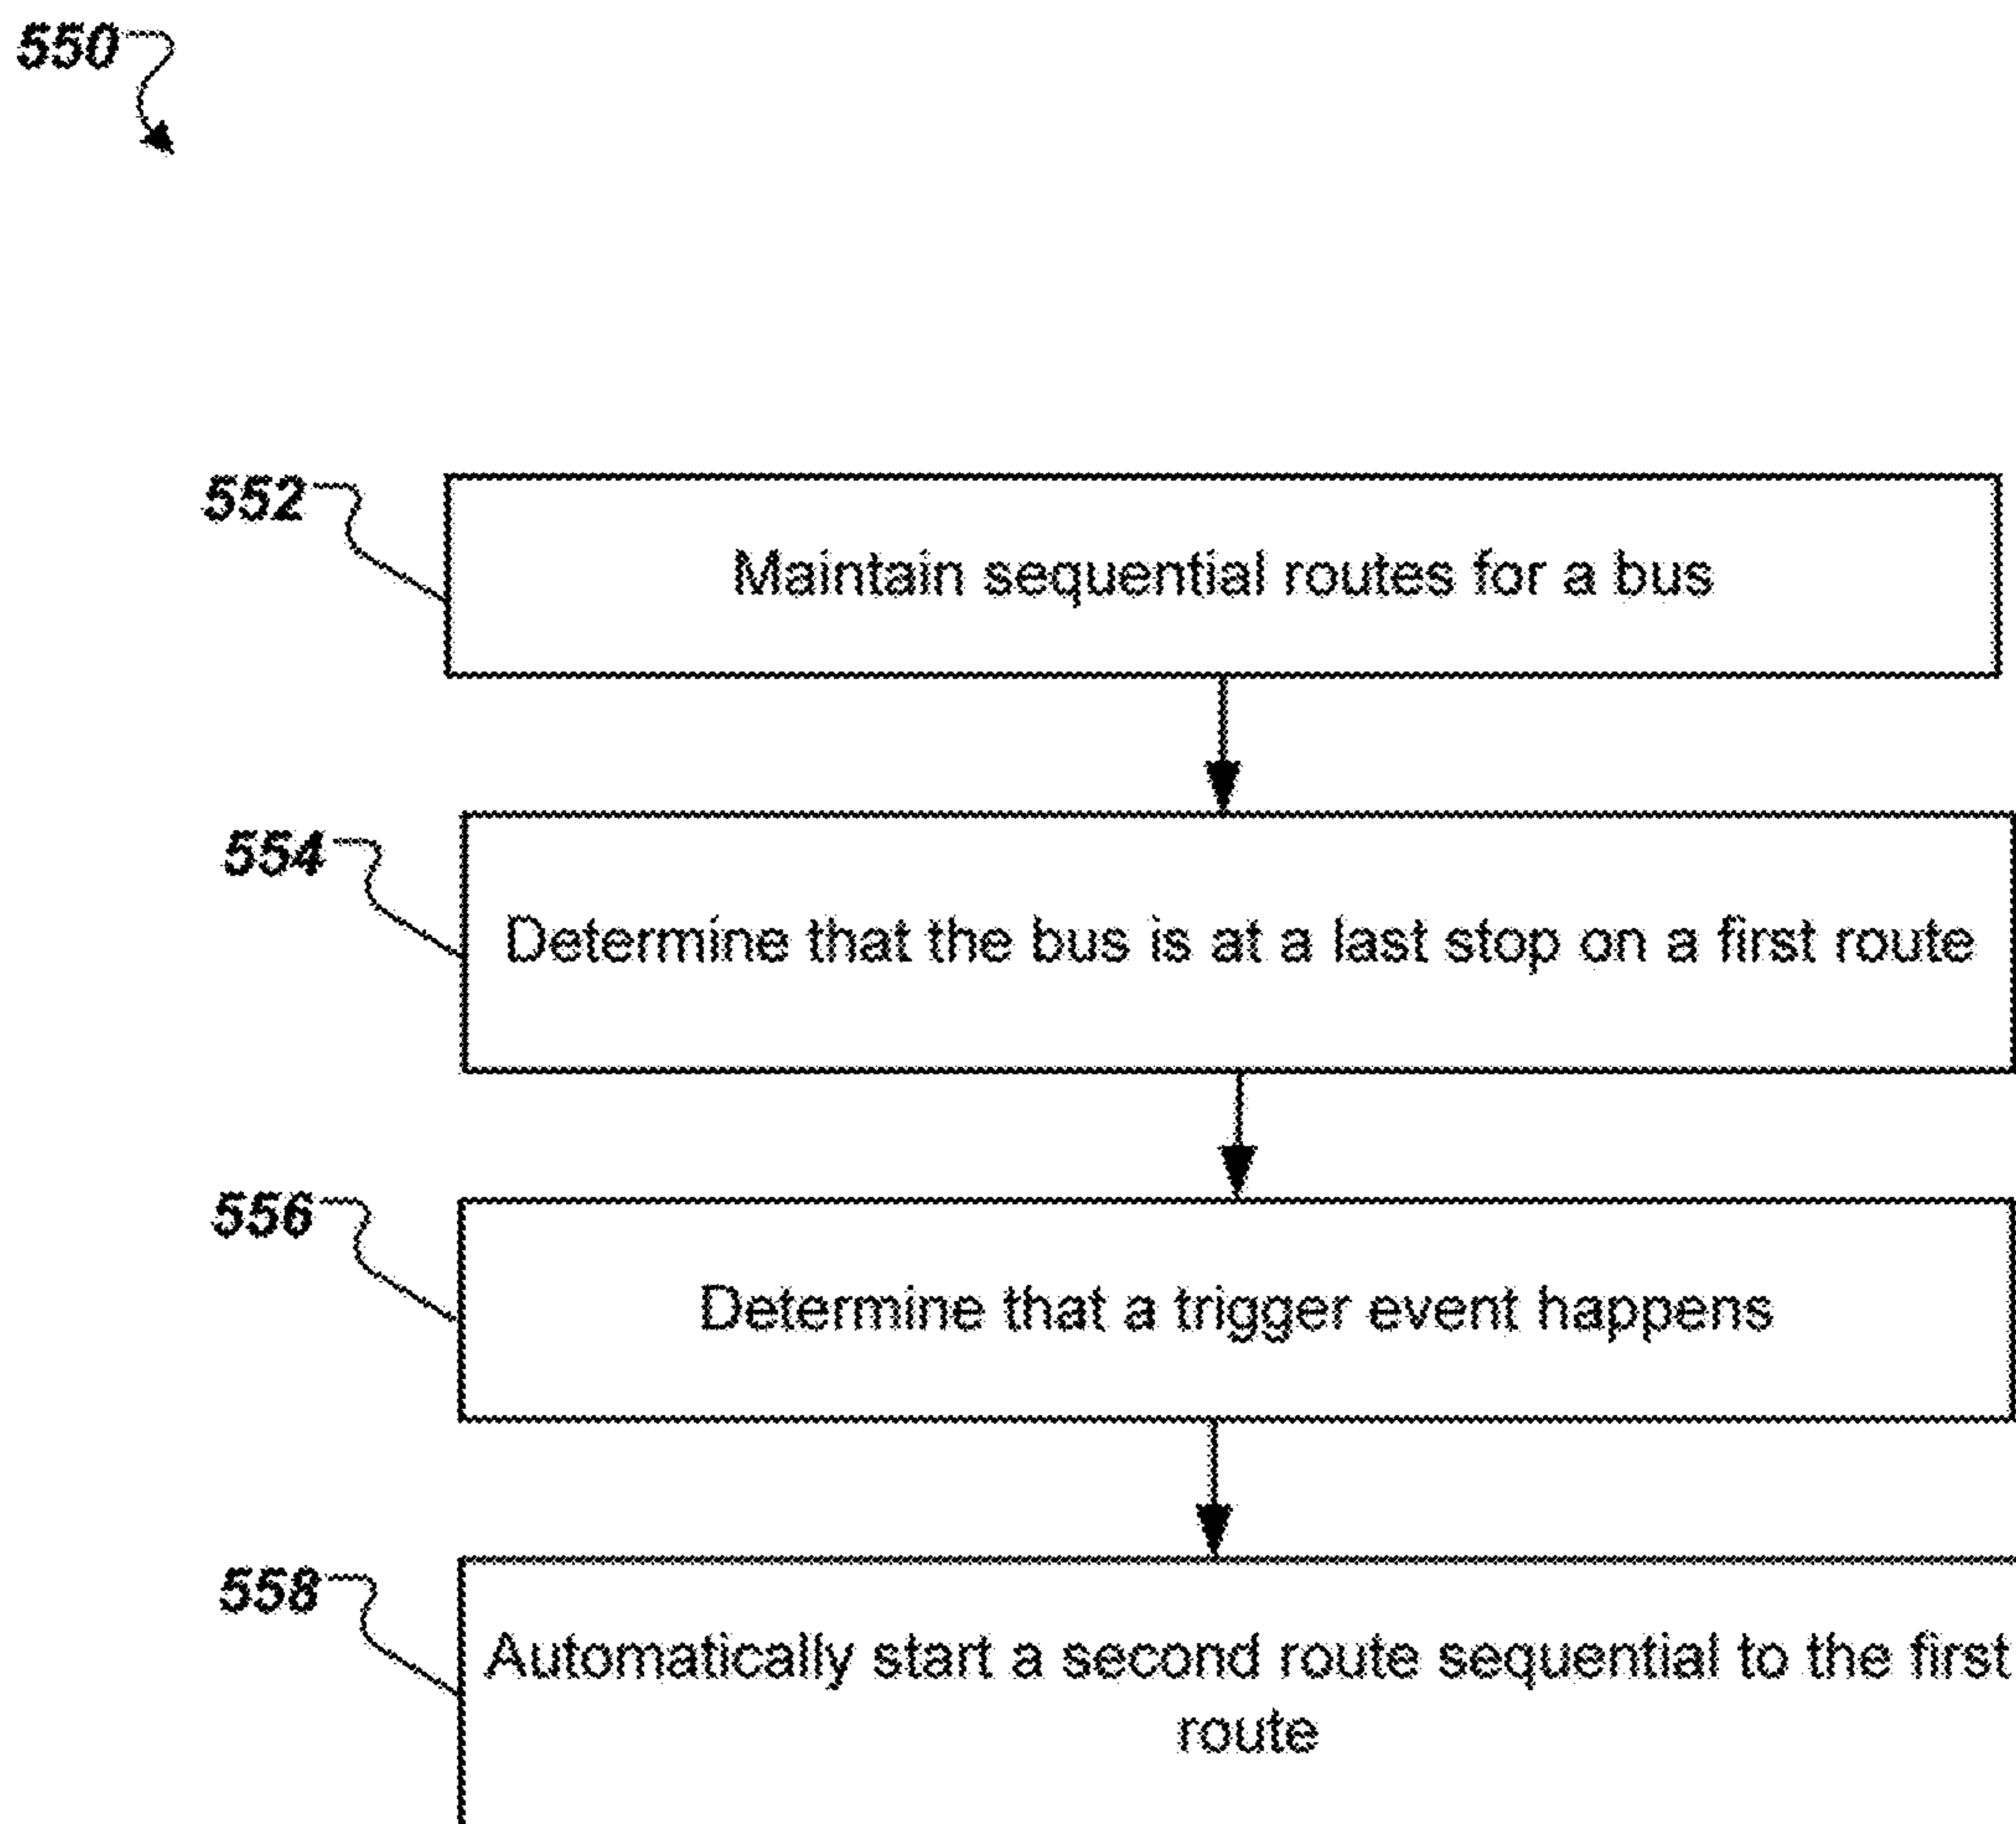 550
552
Maintain sequential routes for a bus
554
Determine that the bus is at a last stop on a first route
556
Determine that a trigger event happens
558
Automatically start a second route sequential to the first
route